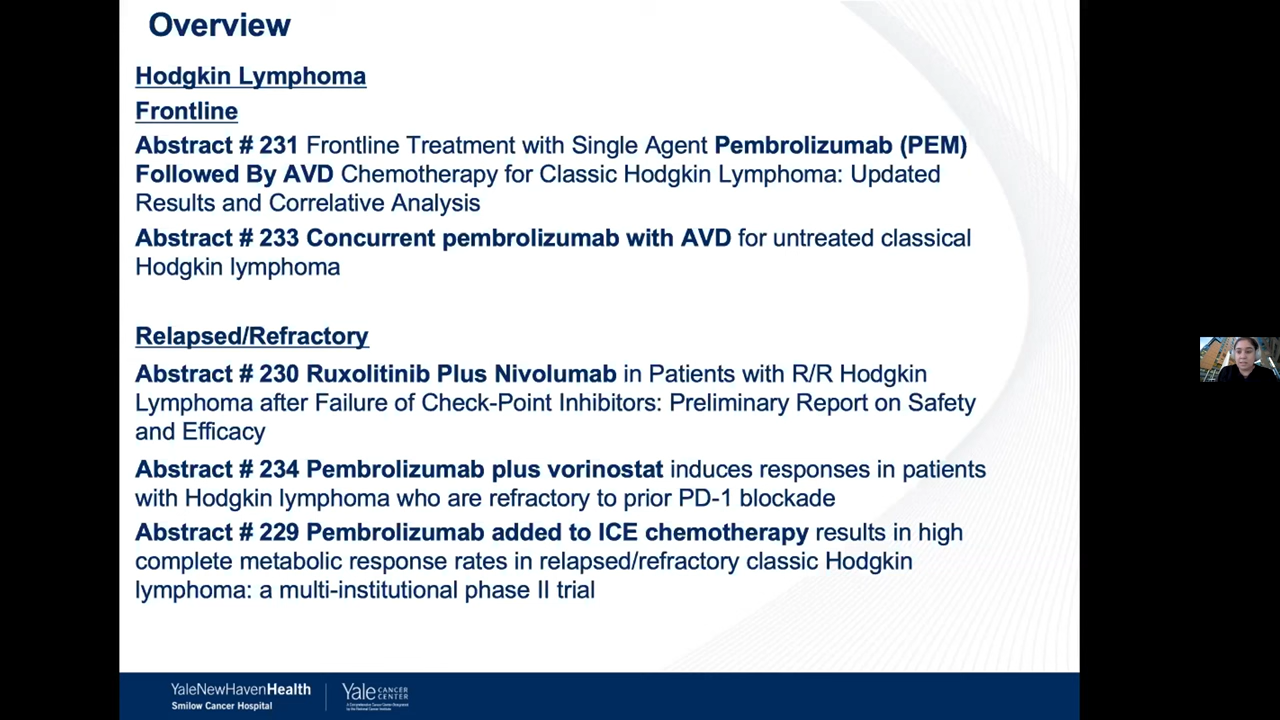 Overview
Hodgkin Lymphoma
Frontline
Abstract # 231 Frontline Treatment with Single Agent Pembrolizumab (PEM)
Followed By AVD Chemotherapy for Classic Hodgkin Lymphoma: Updated
Results and Correlative Analysis
Abstract # 233 Concurrent pembrolizumab with AVD for untreated classical
Hodgkin lymphoma
Relapsed/Refractory
Abstract # 230 Ruxolitinib Plus Nivolumab in Patients with R/R Hodgkin
Lymphoma after Failure of Check-Point Inhibitors: Preliminary Report on Safety
and Efficacy
Abstract # 234 Pembrolizumab plus vorinostat induces responses in patients
with Hodgkin lymphoma who are refractory to prior PD-1 blockade
Abstract # 229 Pembrolizumab added to ICE chemotherapy results in high
complete metabolic response rates in relapsed/refractory classic Hodgkin
lymphoma: a multi-institutional phase II trial
YaleNewHavenHealth
Smilow Cancer Hospital
Yale CANCER CENTER
A Comprehensive Cancer Center Designated
by the National Cancer Institute